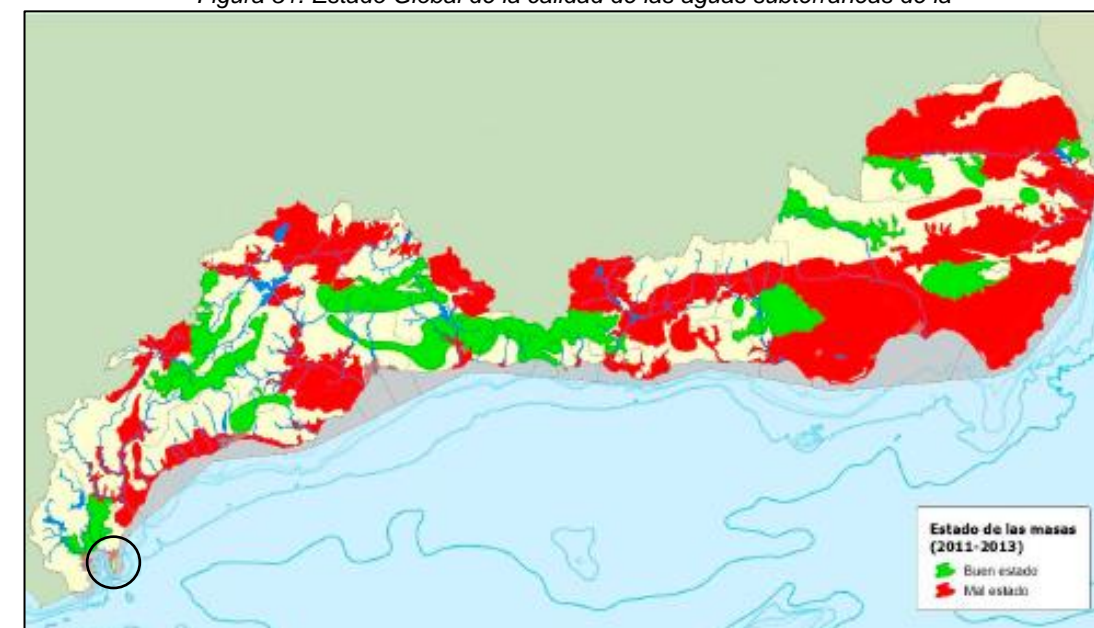 Figura 31. Estado Global de la calidad de las aguas subterráneas de la
Estado de las masas
(2011-2013)
Buen estado
Mal estado